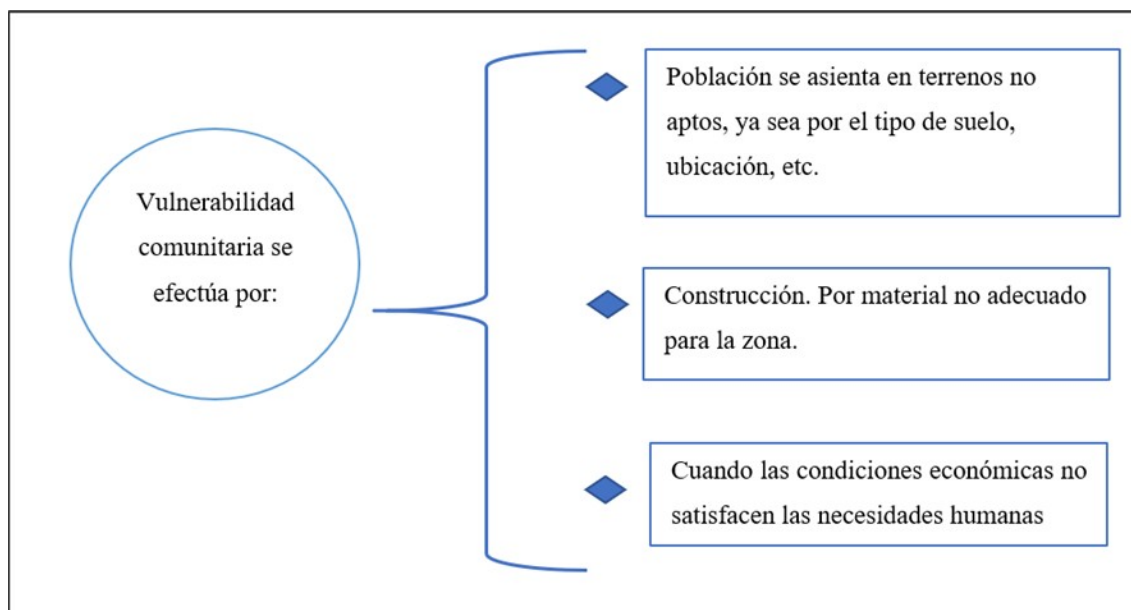 Vulnerabilidad
comunitaria se
efectúa por:
Población se asienta en terrenos no
aptos, ya sea por el tipo de suelo,
ubicación, etc.
Construcción. Por material no adecuado
para la zona.
Cuando las condiciones económicas no
satisfacen las necesidades humanas